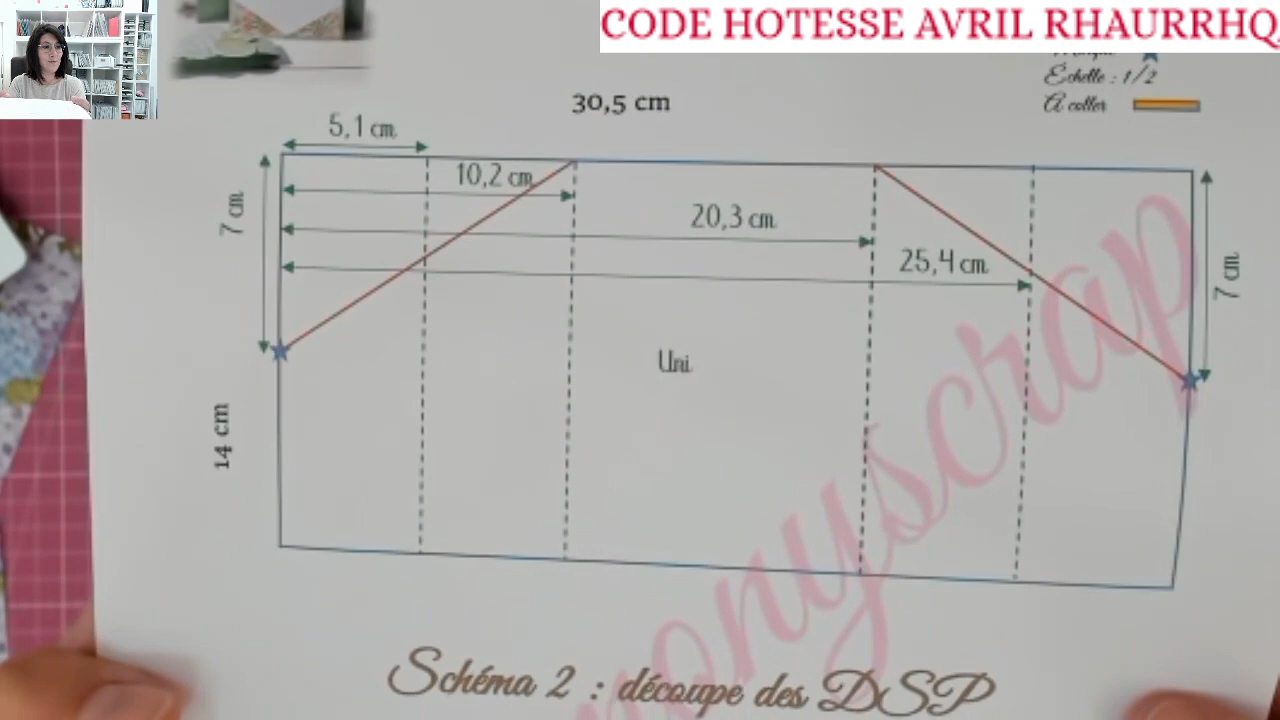 CODE HOTESSE AVRIL RHAURRHQ
Échelle : 1/2
A coller
30,5 cm
5,1 cm
10,2 cm
7 cm
20,3 cm
25,4 cm
7 cm
Uni
14 cm
onyscrap
Schéma 2 : découpe des DSP